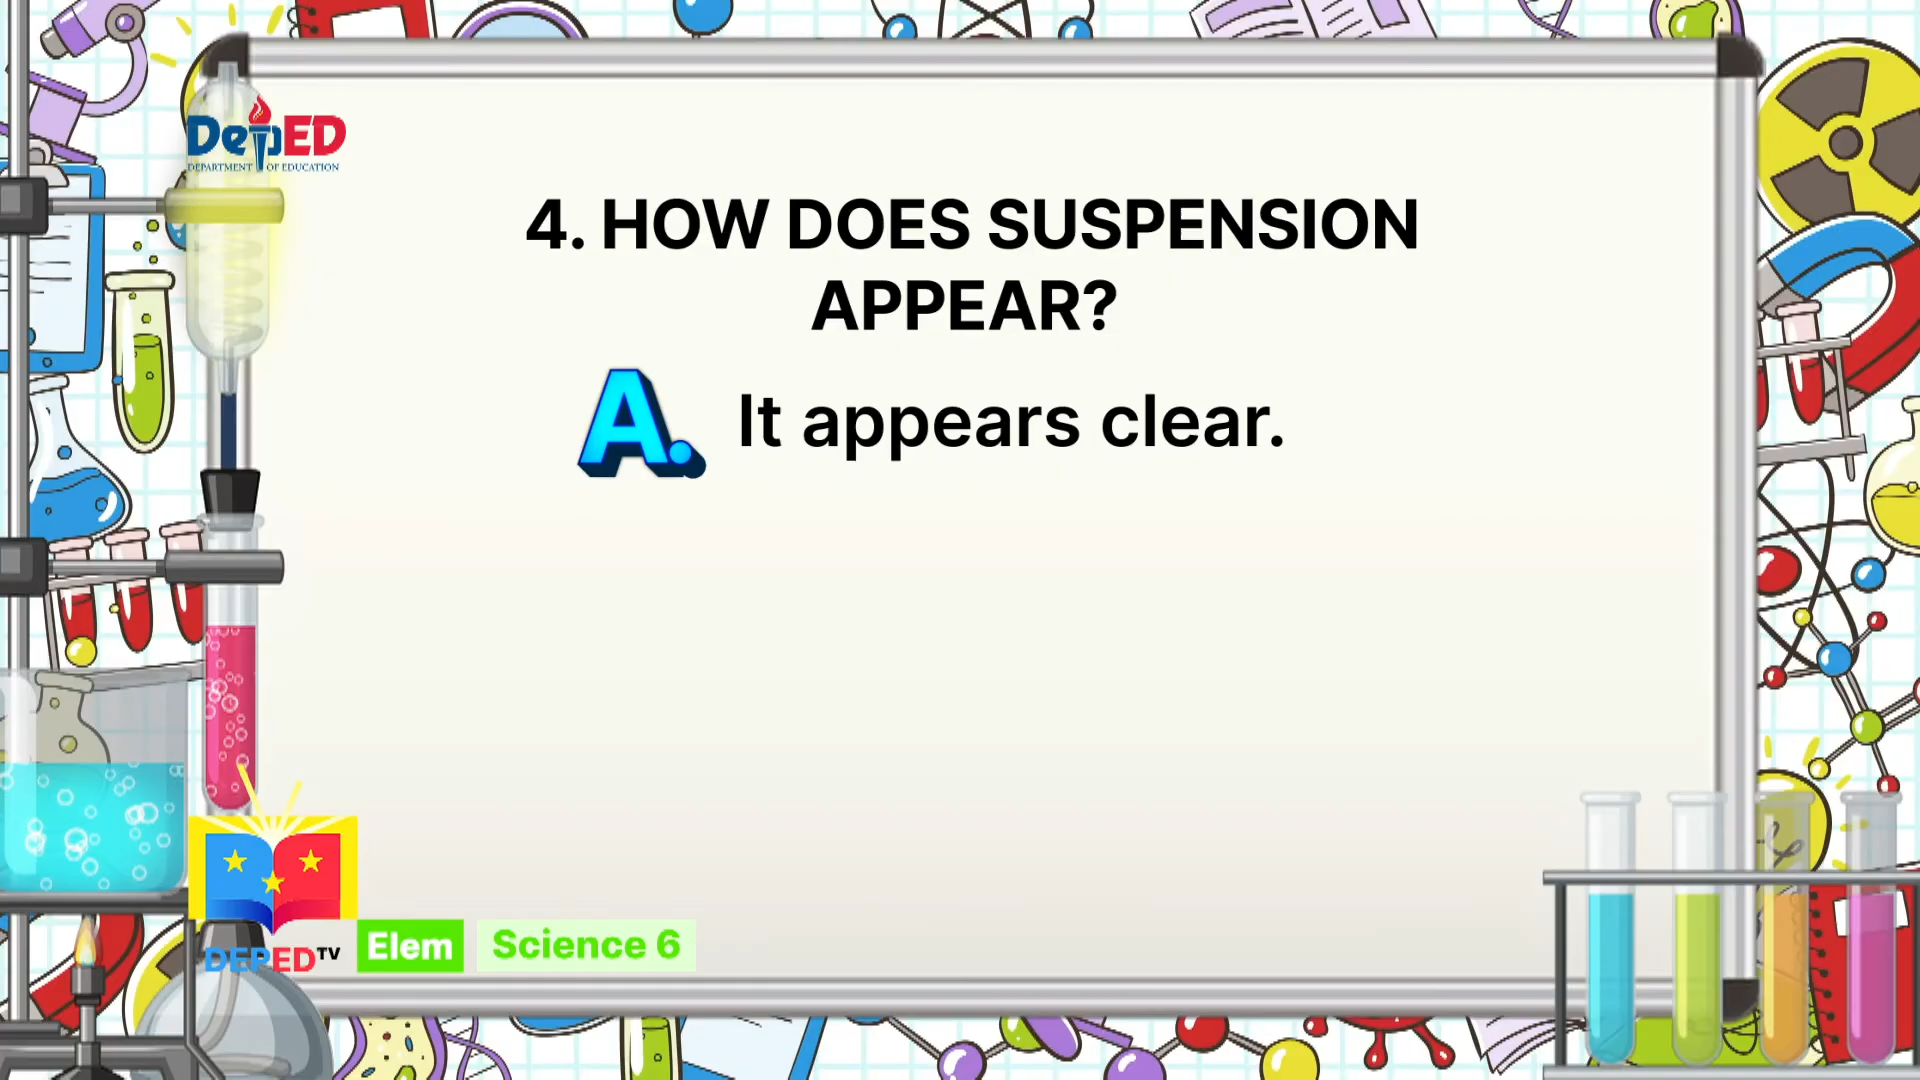 DepED
DEPARTMENT OF EDUCATION
4. HOW DOES SUSPENSION
APPEAR?
A. It appears clear.
DEPED TV
Elem
Science 6